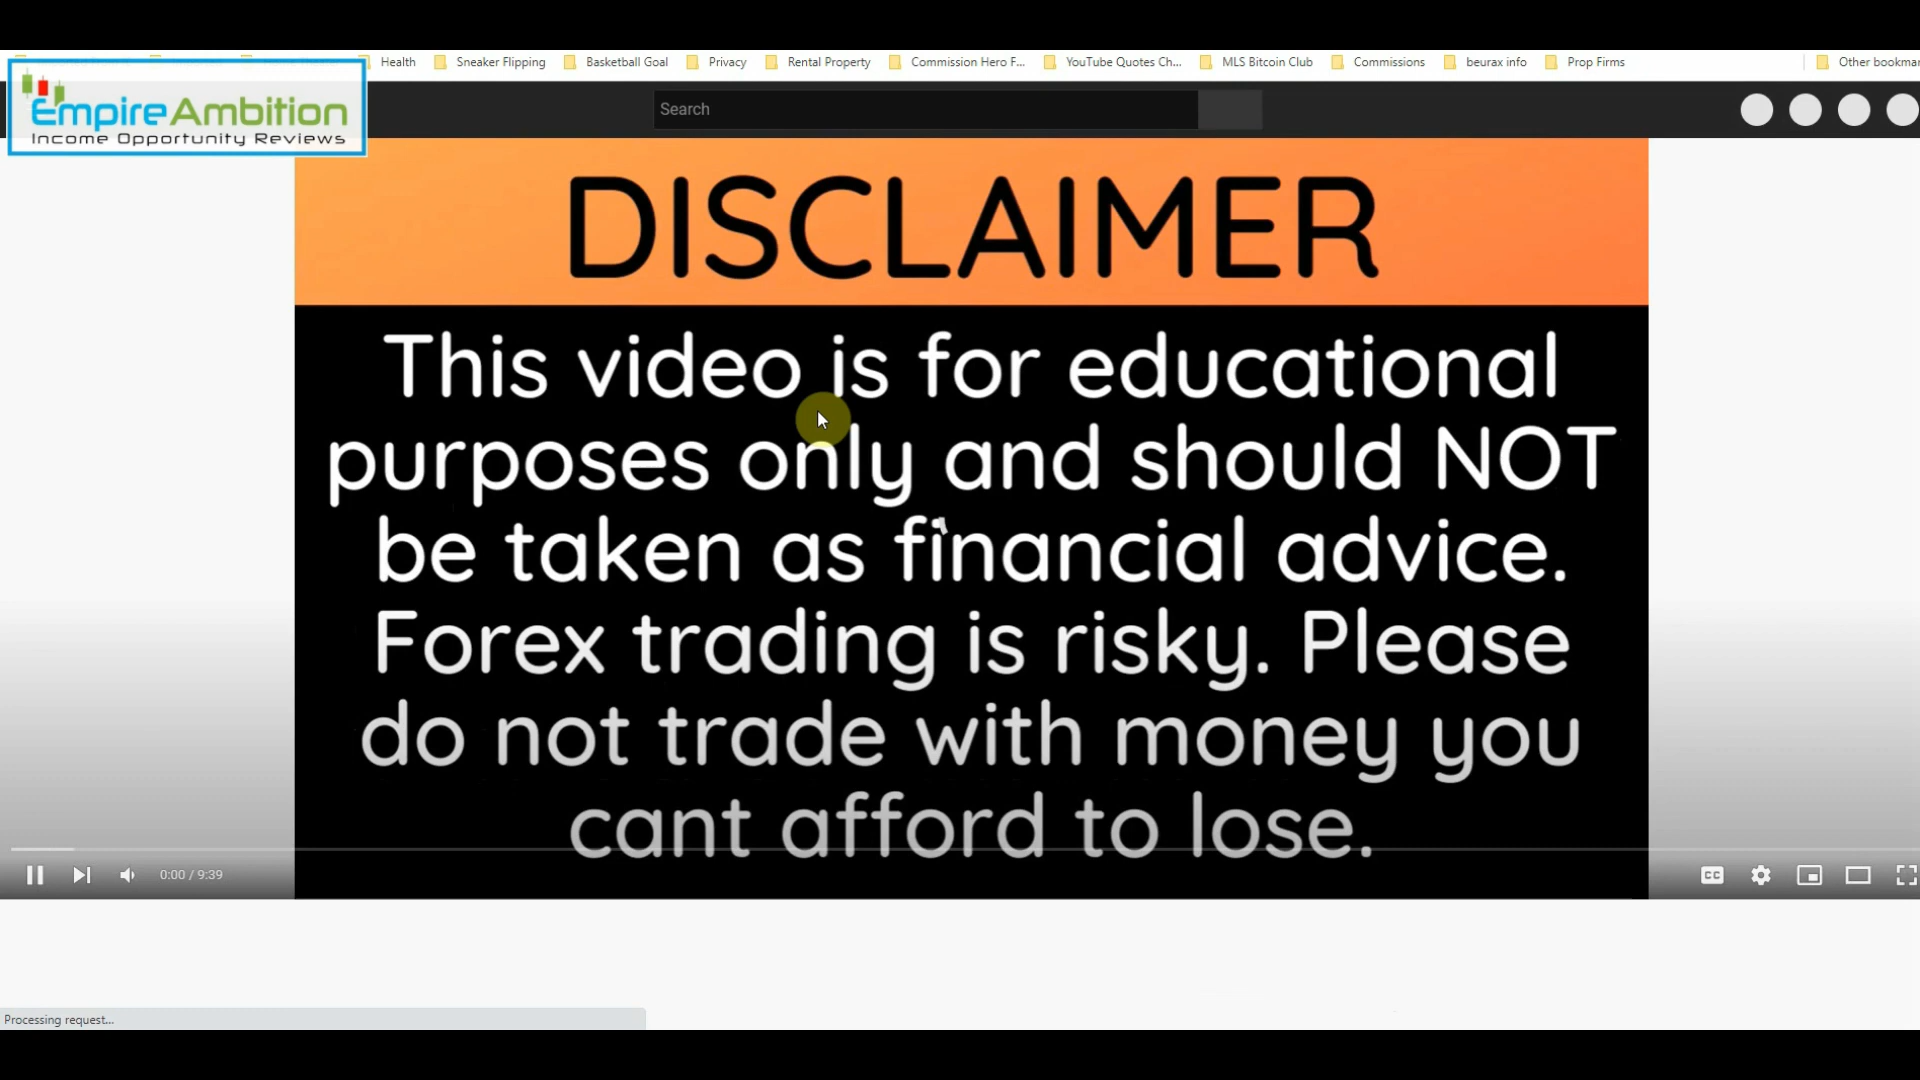 Health Sneaker Flipping Basketball Goal Privacy Rental Property Commission Hero F... YouTube Quotes Ch... MLS Bitcoin Club Commissions beurax info Prop Firms Other bookmar
EmpireAmbition
Income Opportunity Reviews
Search
DISCLAIMER
This video is for educational
purposes only and should NOT
be taken as financial advice.
Forex trading is risky. Please
do not trade with money you
cant afford to lose.
0:00 / 9:39
CC
Processing request...